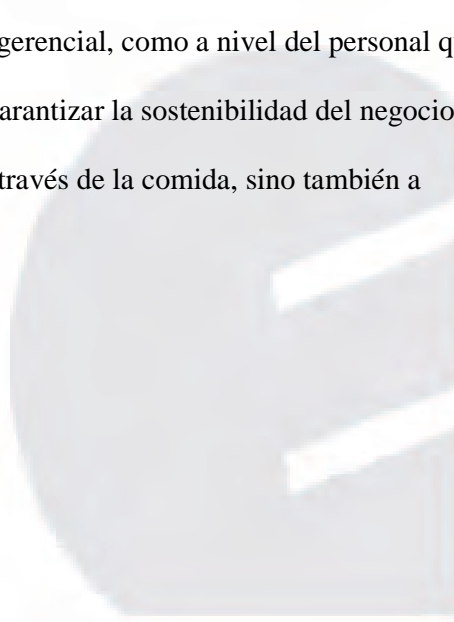 gerencial, como a nivel del personal q
arantizar la sostenibilidad del negocio
través de la comida, sino también a